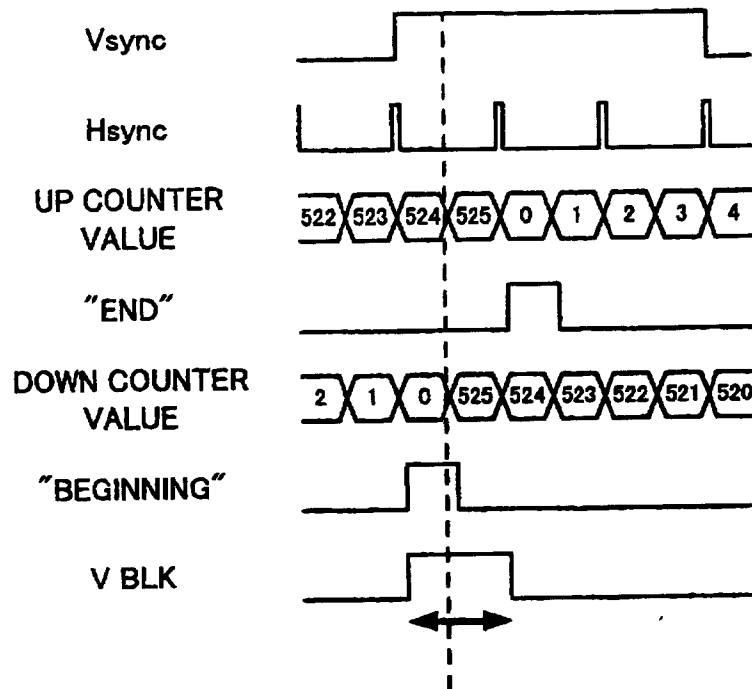 Vsync
Hsync
UP COUNTER
VALUE
522 523 524 525 0 1 2 3 4
"END"
DOWN COUNTER
VALUE
2 1 0 525 524 523 522 521 520
"BEGINNING"
V BLK